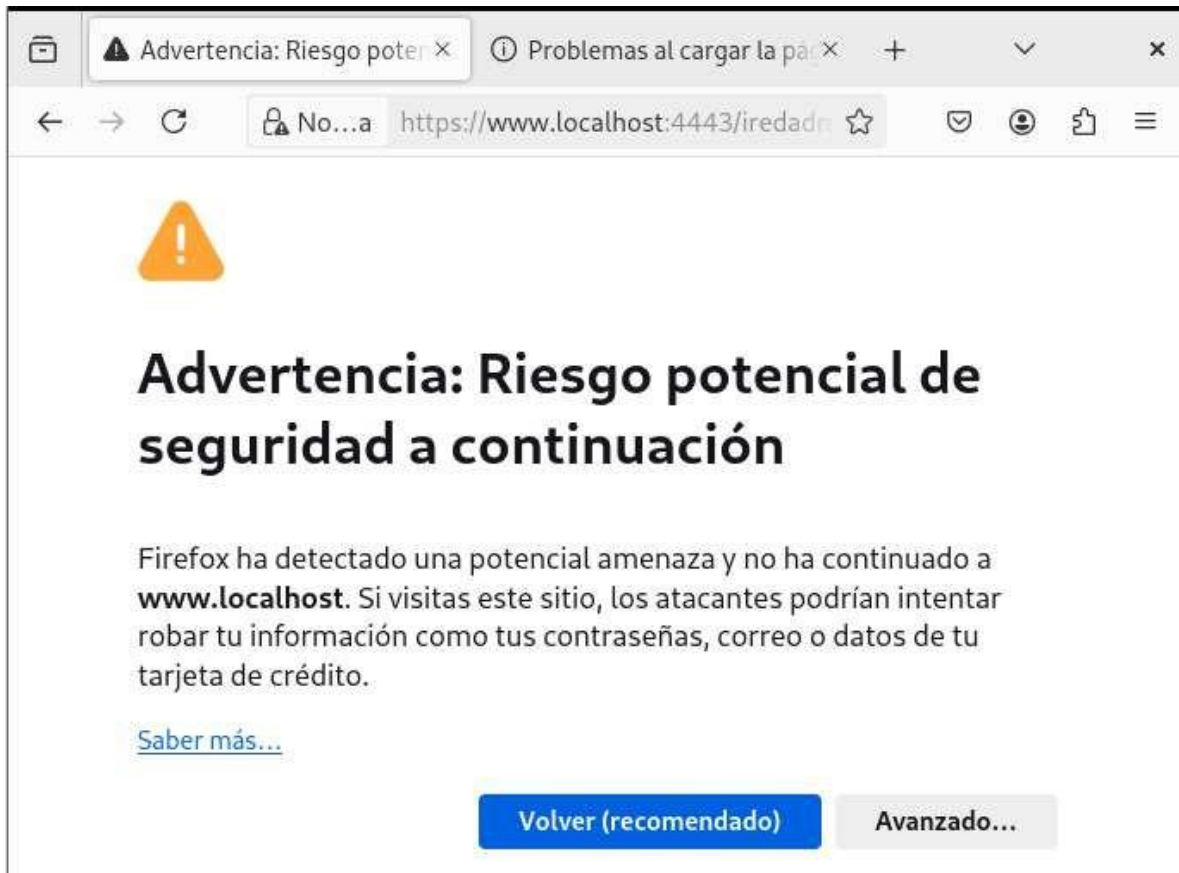 Advertencia: Riesgo poten
Problemas al cargar la pág
No…a https://www.localhost:4443/iredadm
Advertencia: Riesgo potencial de
seguridad a continuación
Firefox ha detectado una potencial amenaza y no ha continuado a
www.localhost. Si visitas este sitio, los atacantes podrían intentar
robar tu información como tus contraseñas, correo o datos de tu
tarjeta de crédito.
Saber más…
Volver (recomendado)
Avanzado…